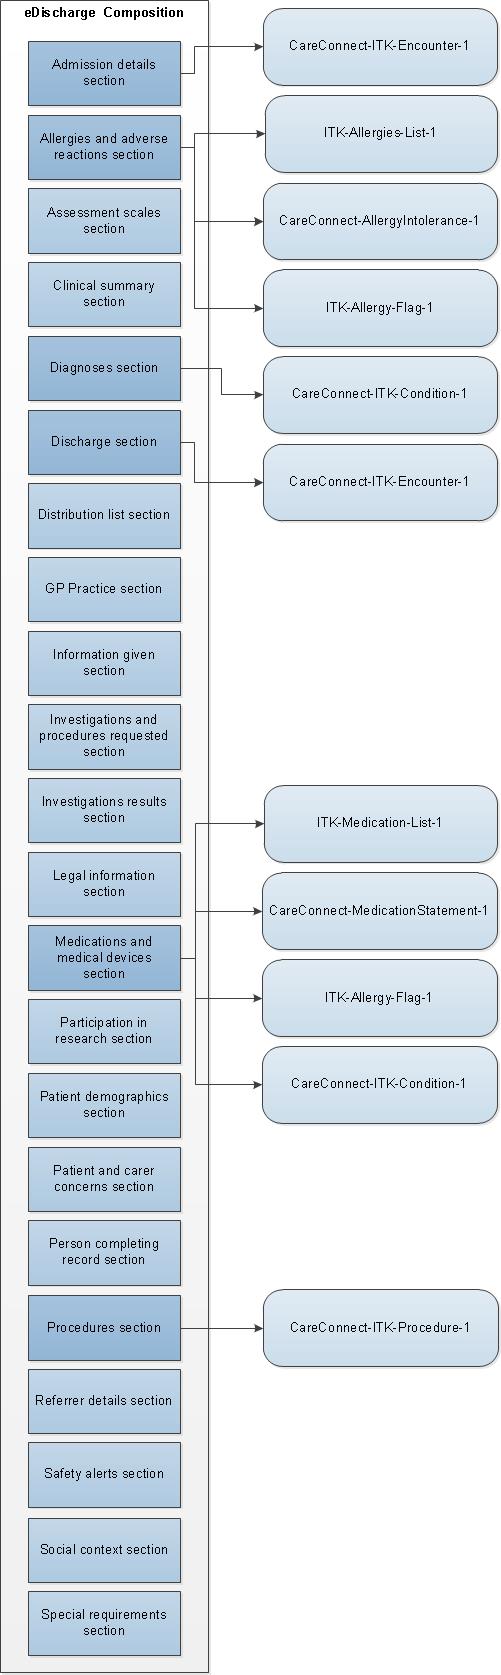 eDischarge Composition
Admission details
section
CareConnect-ITK-Encounter-1
Allergies and adverse
reactions section
ITK-Allergies-List-1
Assessment scales
section
CareConnect-AllergyIntolerance-1
Clinical summary
section
ITK-Allergy-Flag-1
Diagnoses section
CareConnect-ITK-Condition-1
Discharge section
CareConnect-ITK-Encounter-1
Distribution list section
GP Practice section
Information given
section
Investigations and
procedures requested
section
Investigations results
section
ITK-Medication-List-1
Legal information
section
CareConnect-MedicationStatement-1
Medications and
medical devices
section
ITK-Allergy-Flag-1
Participation in
research section
CareConnect-ITK-Condition-1
Patient demographics
section
Patient and carer
concerns section
Person completing
record section
Procedures section
CareConnect-ITK-Procedure-1
Referrer details section
Safety alerts section
Social context section
Special requirements
section